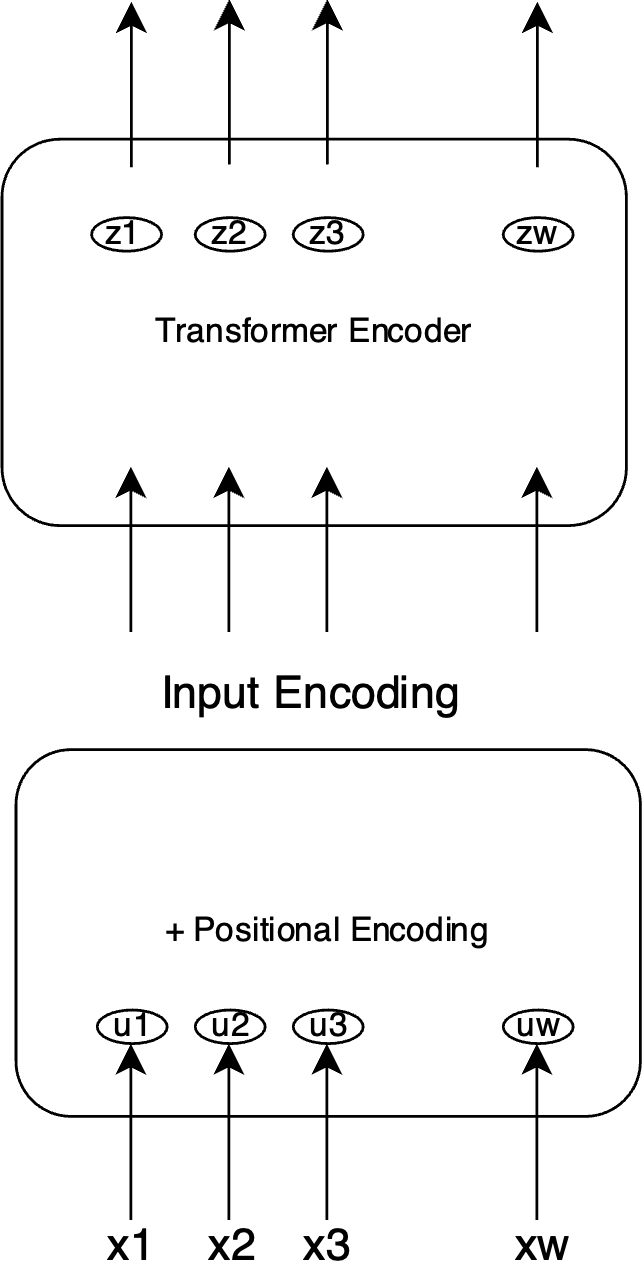 z1 z2 z3 zw
Transformer Encoder
Input Encoding
+ Positional Encoding
u1 u2 u3 uw
x1 x2 x3 xw